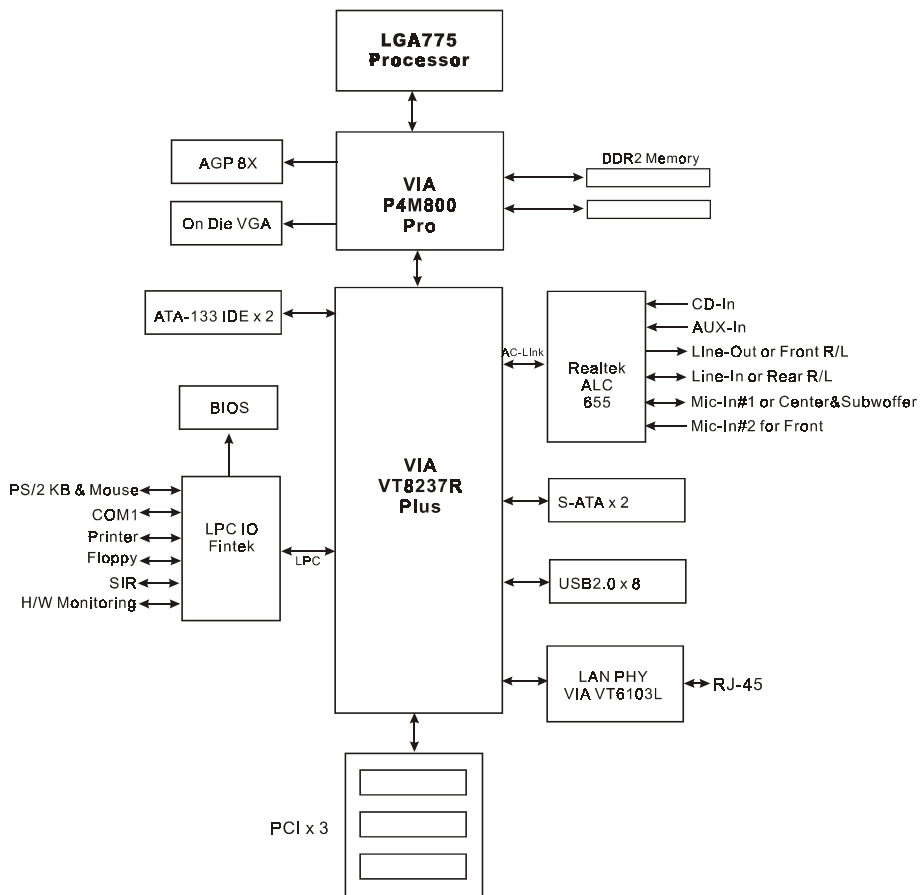 LGA775
Processor
AGP 8X
On Die VGA
VIA
P4M800
Pro
DDR2 Memory
ATA-133 IDE x 2
BIOS
PS/2 KB & Mouse
COM1
Printer
Floppy
SIR
H/W Monitoring
LPC IO
Fintek
LPC
VIA
VT8237R
Plus
AC-LInk
Realtek
ALC
655
CD-In
AUX-In
LIne-Out or Front R/L
Line-In or Rear R/L
Mic-In#1 or Center&Subwoffer
Mic-In#2 for Front
S-ATA x 2
USB2.0 x 8
LAN PHY
VIA VT6103L
RJ-45
PCI x 3